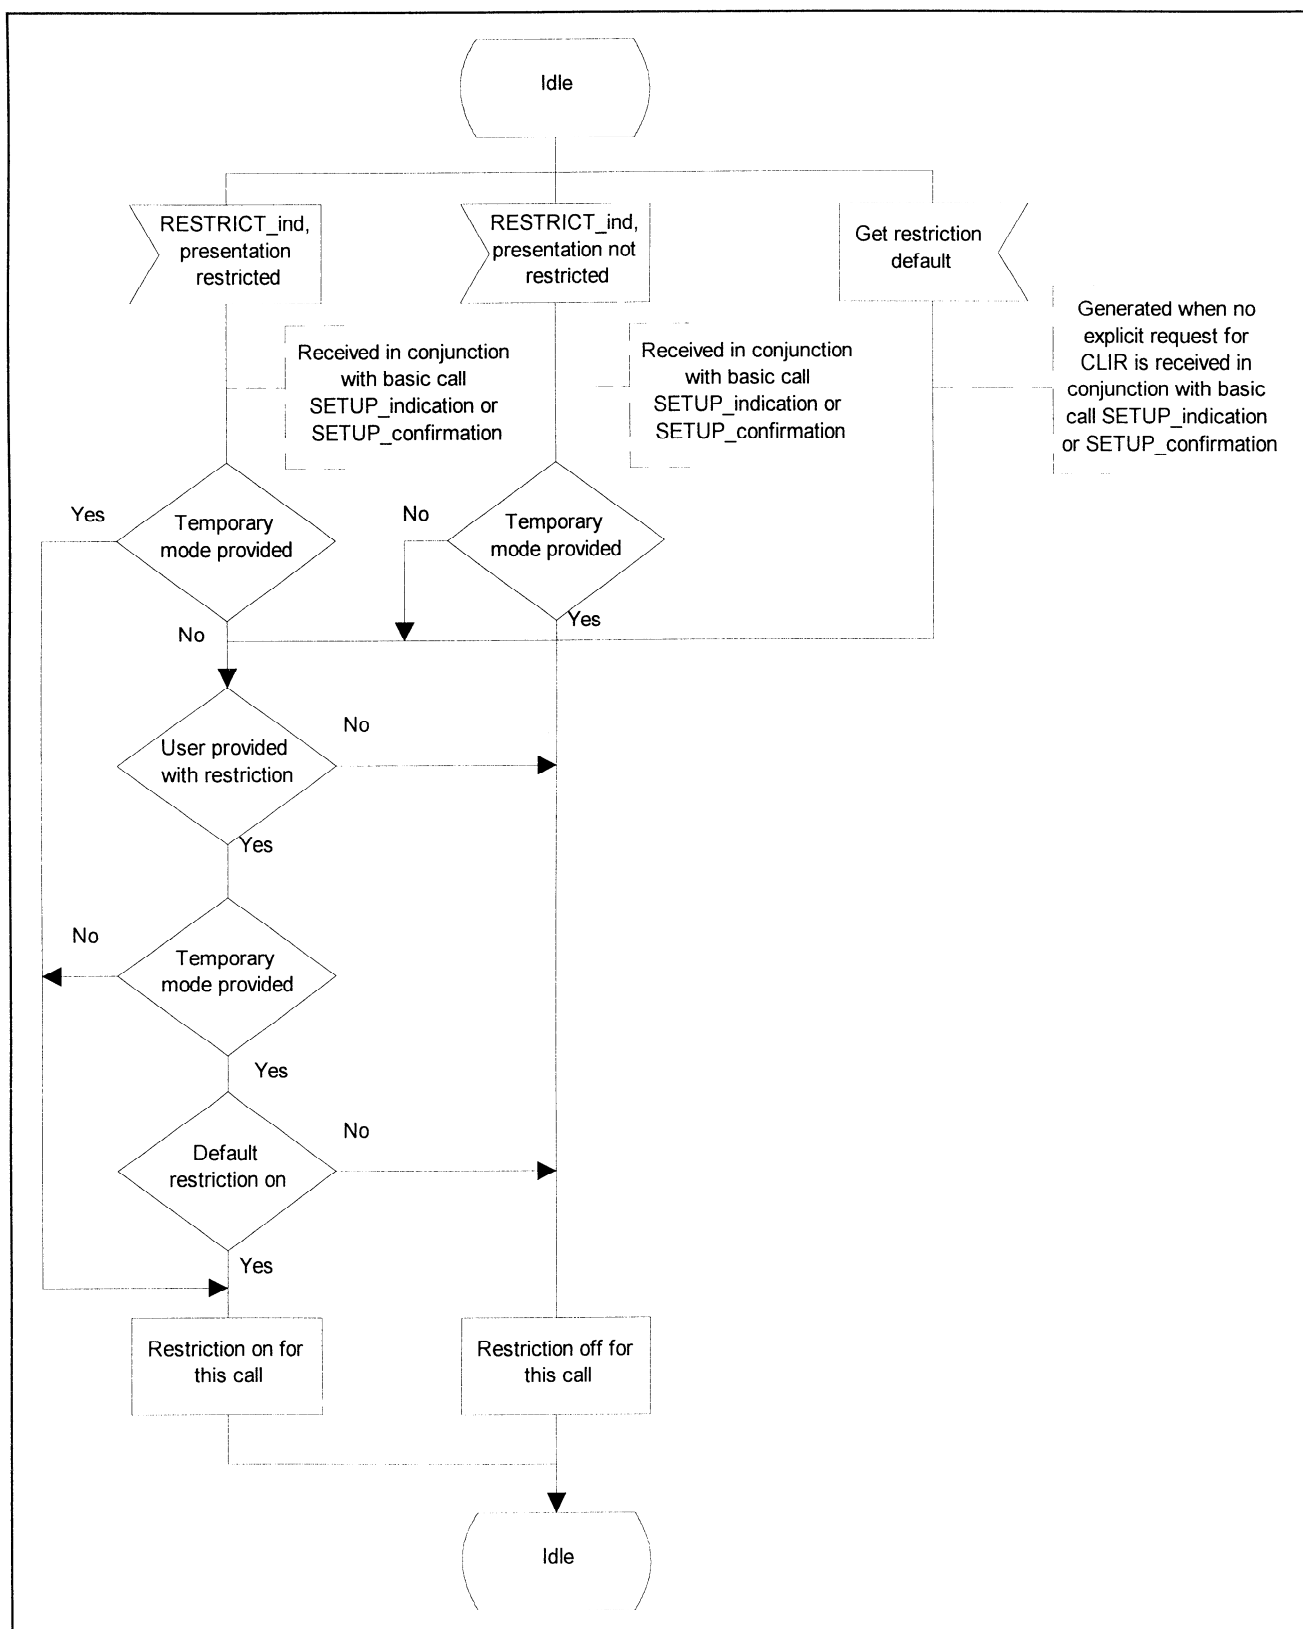 Idle
RESTRICT_ind,
presentation
restricted
RESTRICT_ind,
presentation not
restricted
Get restriction
default
Received in conjunction
with basic call
SETUP_indication or
SETUP_confirmation
Received in conjunction
with basic call
SETUP_indication or
SETUP_confirmation
Generated when no
explicit request for
CLIR is received in
conjunction with basic
call SETUP_indication
or SETUP_confirmation
Yes
Temporary
mode provided
No
No
Temporary
mode provided
Yes
User provided
with restriction
No
Yes
No
Temporary
mode provided
Yes
Default
restriction on
No
Yes
Restriction on for
this call
Restriction off for
this call
Idle